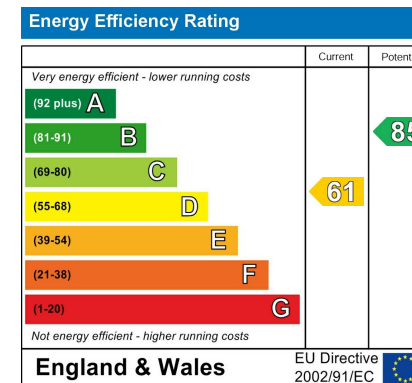 Energy Efficiency Rating
Current Potent
Very energy efficient - lower running costs
(92 plus) A
(81-91) B
85
(69-80) C
61
(55-68) D
(39-54) E
(21-38) F
(1-20) G
Not energy efficient - higher running costs
England & Wales
EU Directive
2002/91/EC